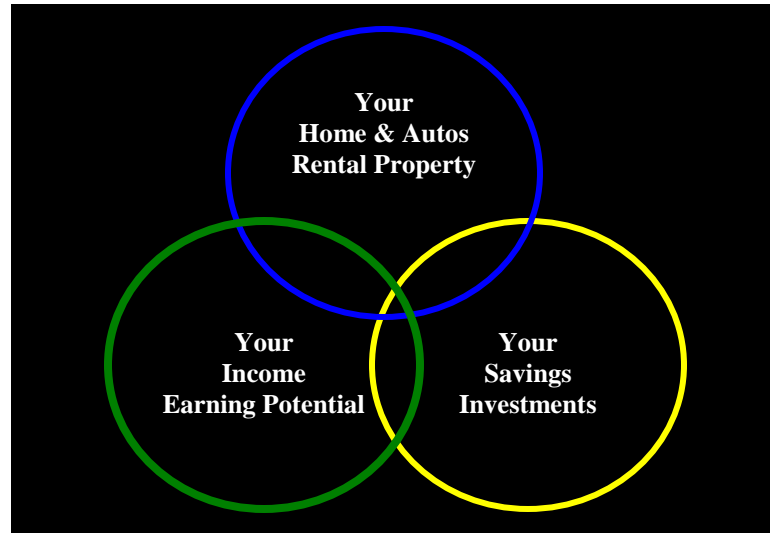 Your
Home & Autos
Rental Property
Your
Income
Earning Potential
Your
Savings
Investments